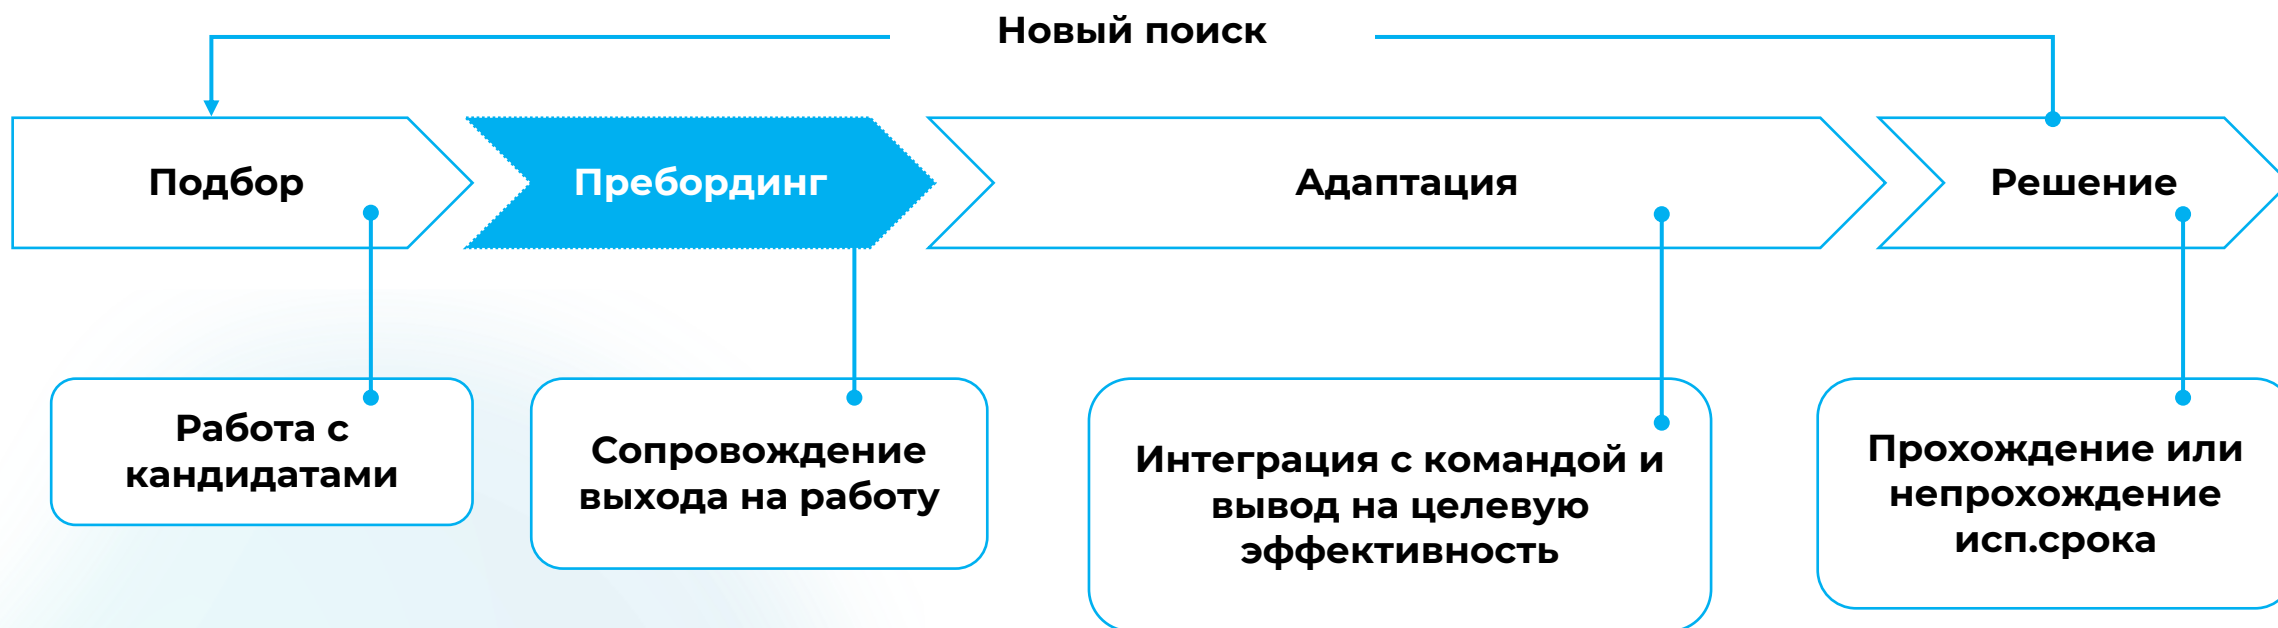 Новый поиск
Подбор
Пребординг
Адаптация
Решение
Работа с
кандидатами
Сопровождение
выхода на работу
Интеграция с командой и
вывод на целевую
эффективность
Прохождение или
непрохождение
исп.срока